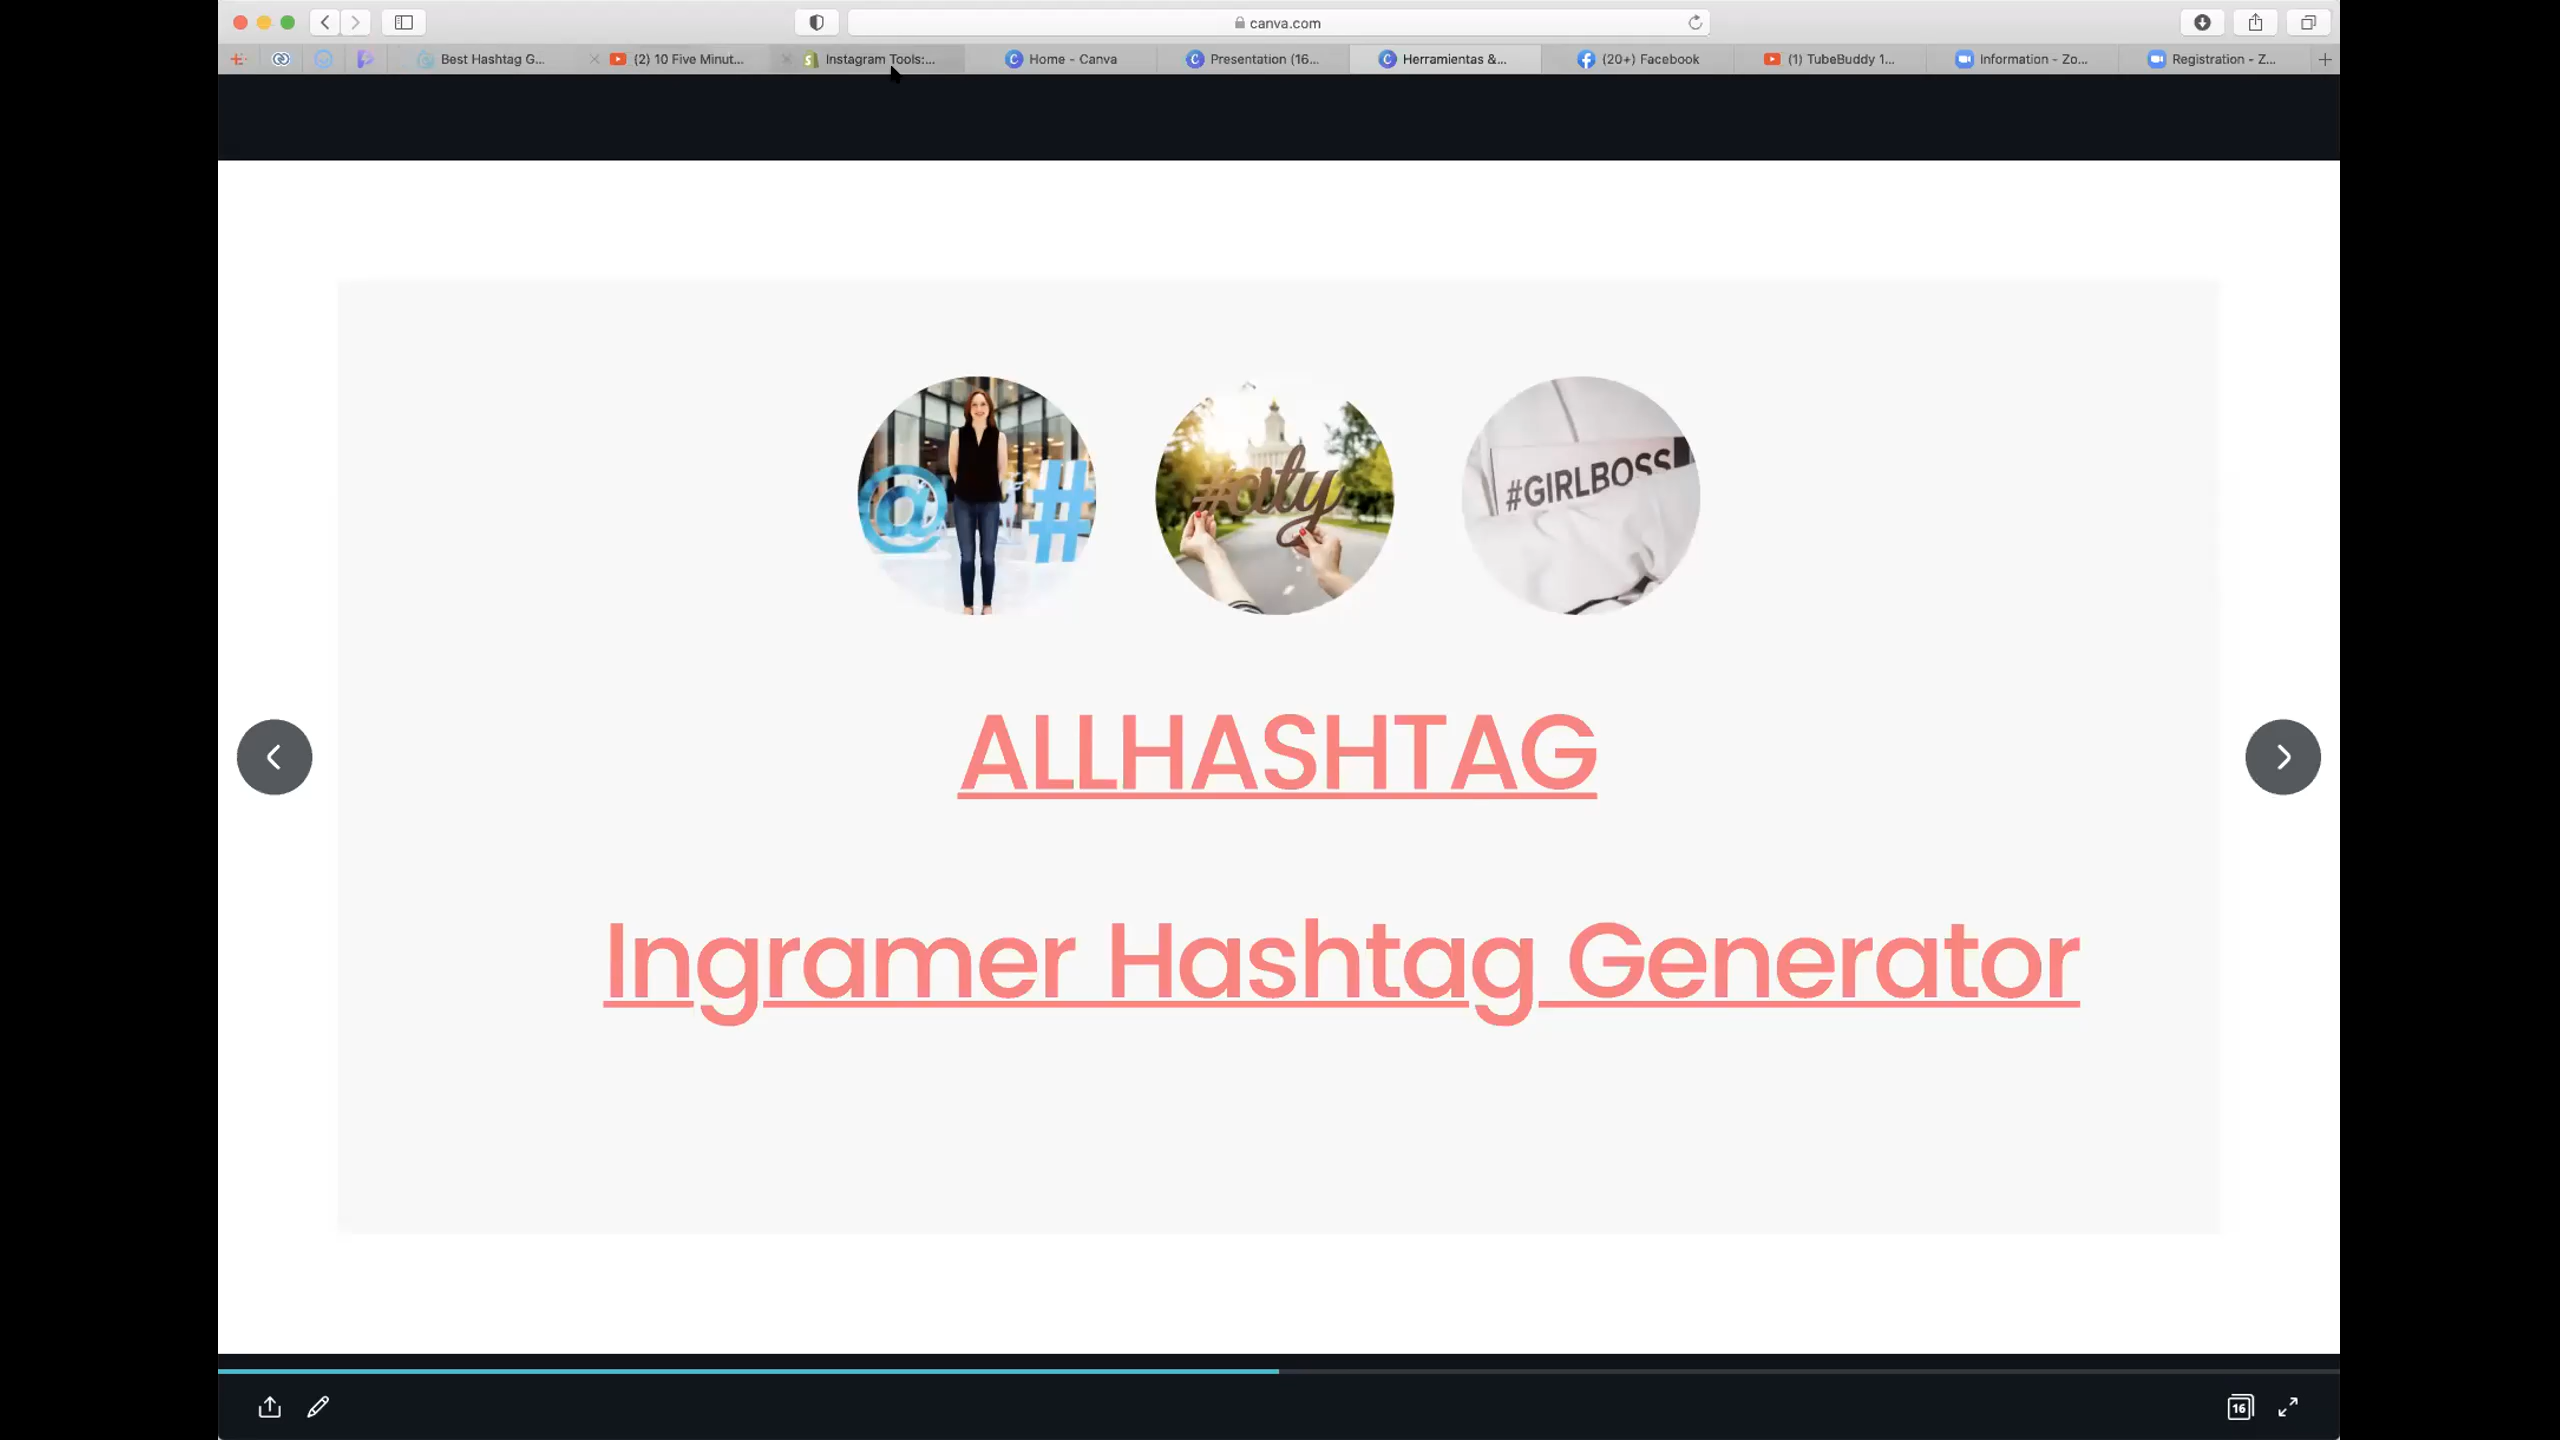 canva.com
Best Hashtag G...
(2) 10 Five Minut...
Instagram Tools:...
Home - Canva
Presentation (16...
Herramientas &...
(20+) Facebook
(1) TubeBuddy 1...
Information - Zo...
Registration - Z...
@ #
#city
#GIRLBOSS
ALLHASHTAG
Ingramer Hashtag Generator
16